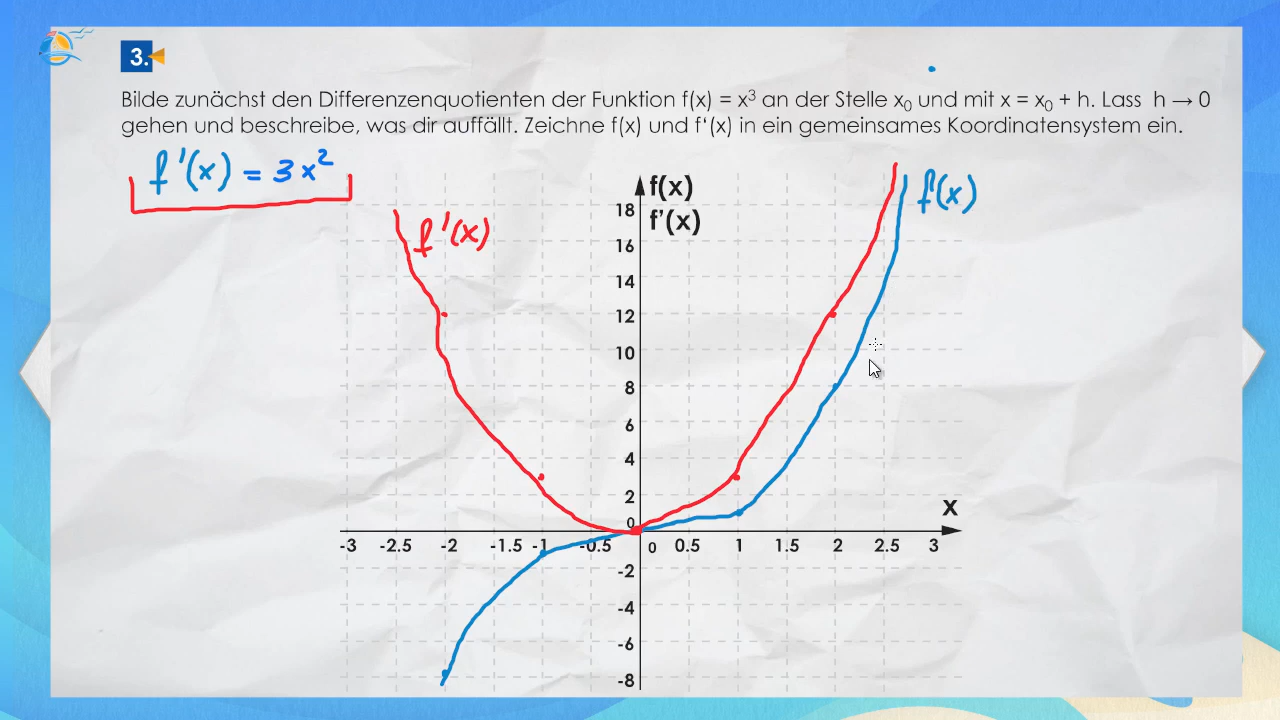 3.
Bilde zunächst den Differenzenquotienten der Funktion f(x) = x³ an der Stelle x₀ und mit x = x₀ + h. Lass h → 0
gehen und beschreibe, was dir auffällt. Zeichne f(x) und f‘(x) in ein gemeinsames Koordinatensystem ein.
f'(x) = 3x²
f(x)
f'(x)
f(x)
f'(x)
18
16
14
12
10
8
6
4
2
0
x
-3 -2.5 -2 -1.5 -1 -0.5 0 0.5 1 1.5 2 2.5 3
-2
-4
-6
-8